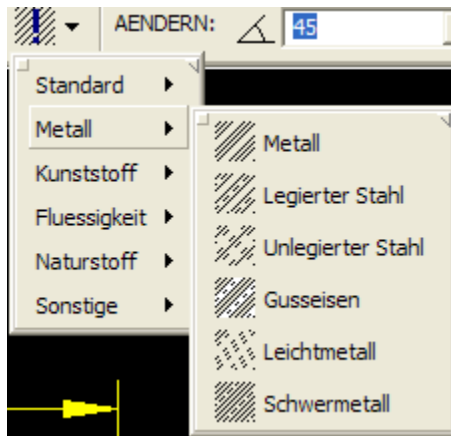 AENDERN: 45
Standard
Metall
Kunststoff
Fluessigkeit
Naturstoff
Sonstige
Metall
Legierter Stahl
Unlegierter Stahl
Gusseisen
Leichtmetall
Schwermetall